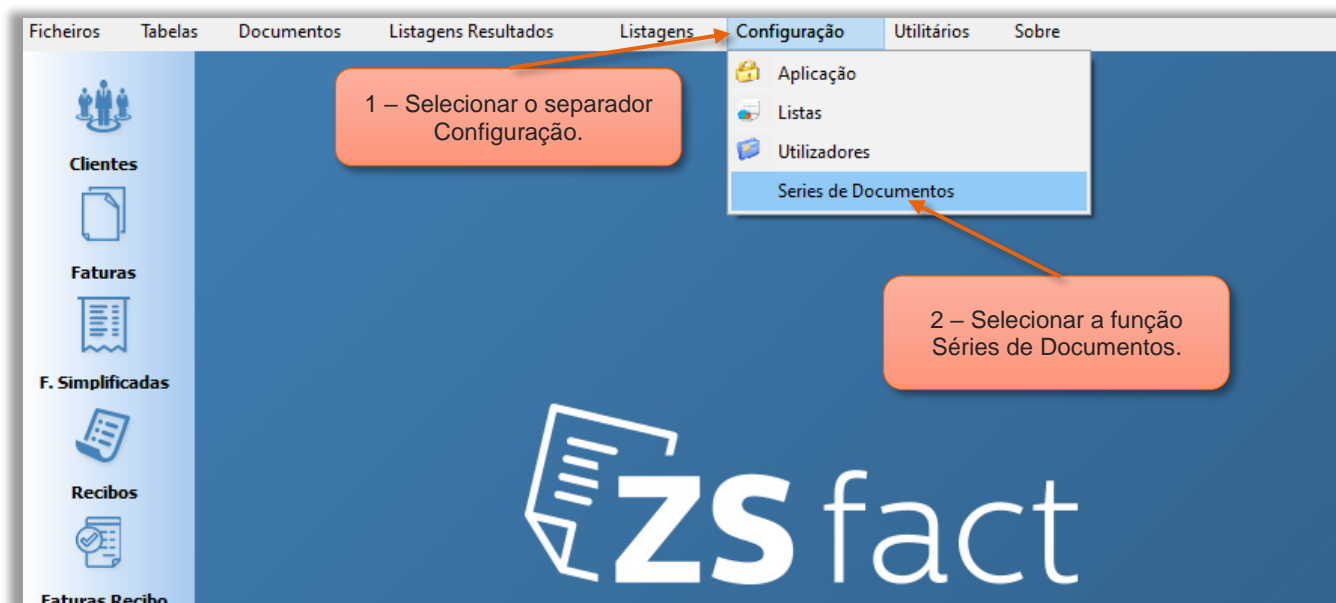 Ficheiros Tabelas Documentos Listagens Resultados Listagens Configuração Utilitários Sobre
Aplicação
Listas
Utilizadores
Series de Documentos
1 – Selecionar o separador
Configuração.
2 – Selecionar a função
Séries de Documentos.
Clientes
Faturas
F. Simplificadas
Recibos
Faturas Recibo
ZS fact